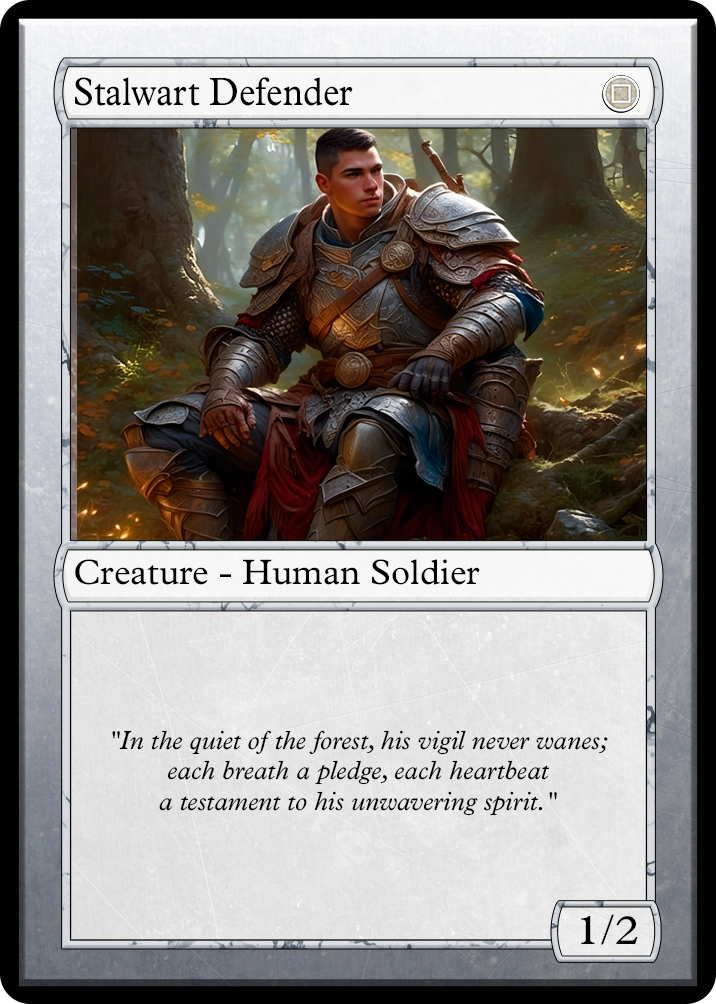 Stalwart Defender
Creature - Human Soldier
"In the quiet of the forest, his vigil never wanes;
each breath a pledge, each heartbeat
a testament to his unwavering spirit."
1/2